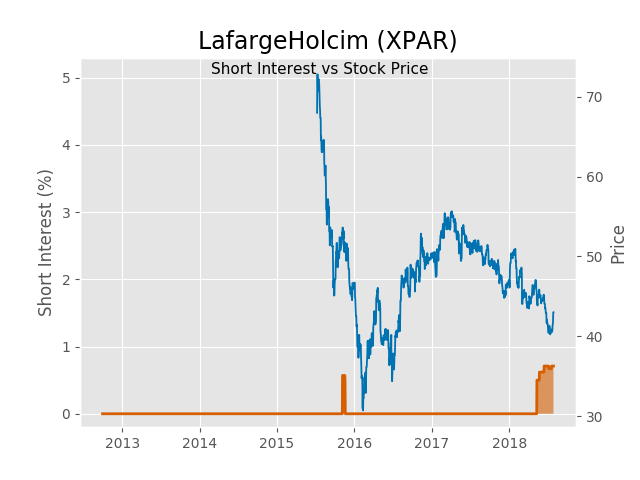 LafargeHolcim (XPAR)
Short Interest vs Stock Price
Short Interest (%)
5
4
3
2
1
0
70
60
50
40
30
Price
2013 2014 2015 2016 2017 2018